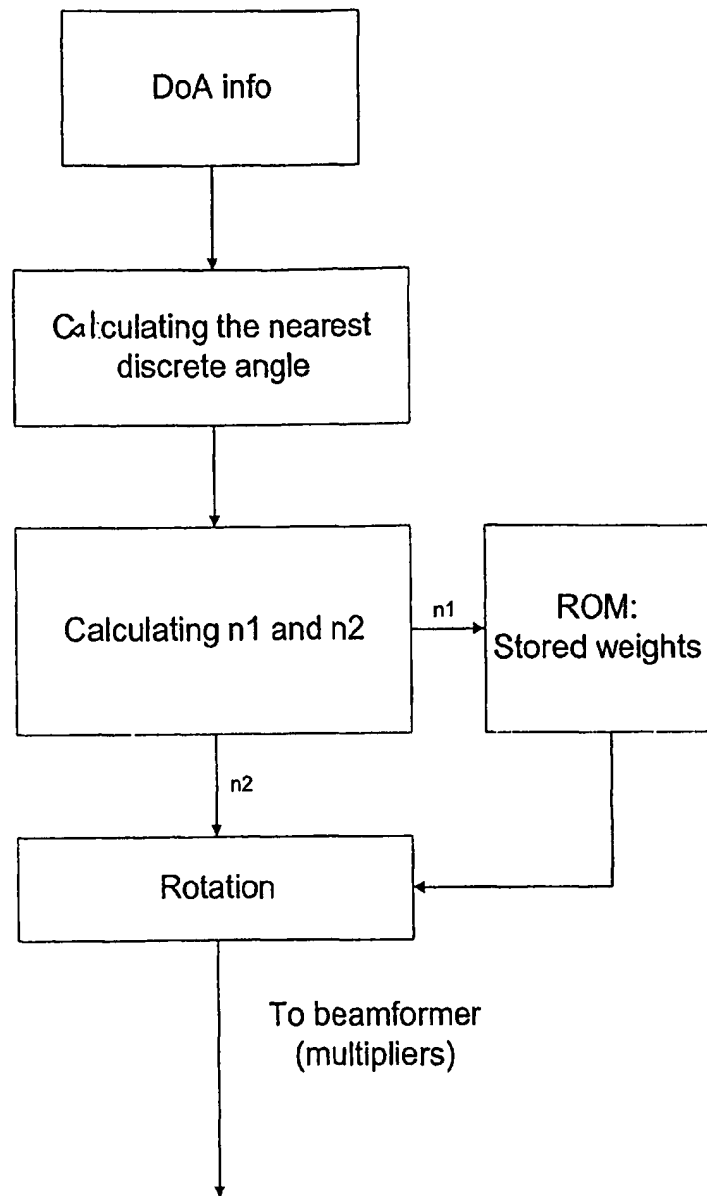 DoA info
Calculating the nearest
discrete angle
Calculating n1 and n2
n1
ROM:
Stored weights
n2
Rotation
To beamformer
(multipliers)